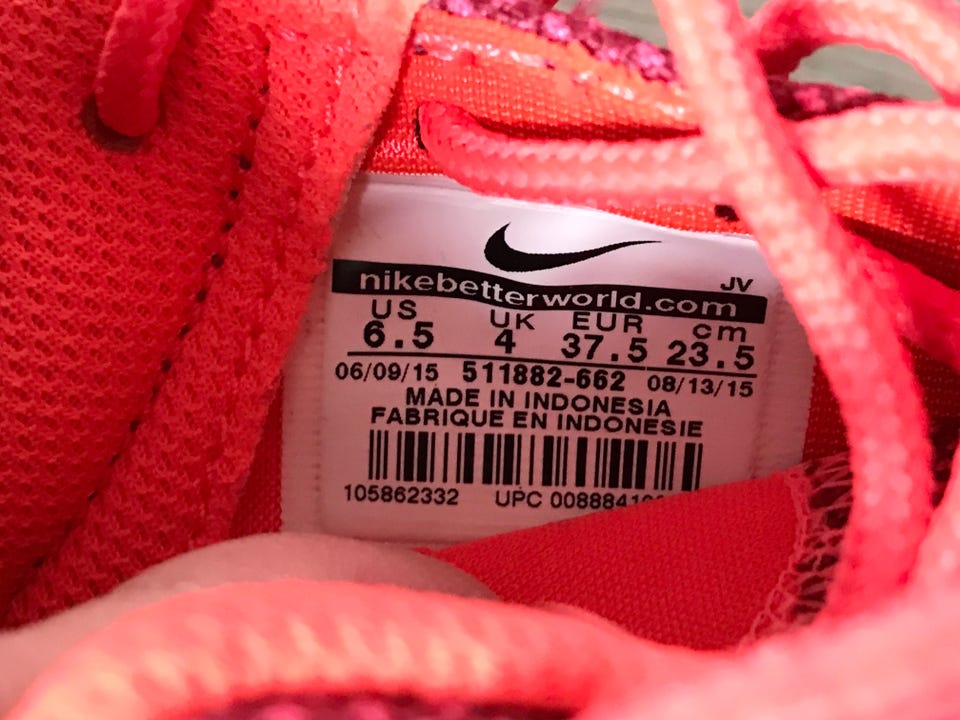 JV
nikebetterworld.com
US UK EUR cm
6.5 4 37.5 23.5
06/09/15 511882-662 08/13/15
MADE IN INDONESIA
FABRIQUE EN INDONESIE
105862332 UPC